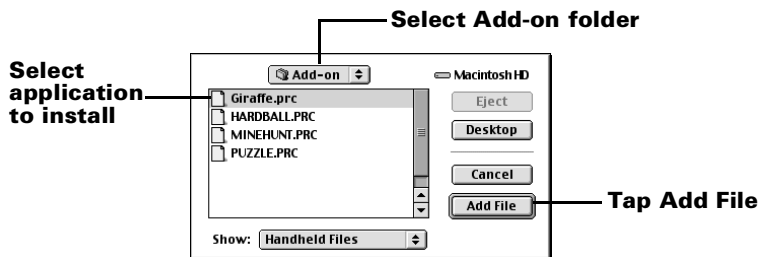 Select Add-on folder
Select
application
to install
Add-on
Macintosh HD
Giraffe.prc
HARDBALL.PRC
MINEHUNT.PRC
PUZZLE.PRC
Eject
Desktop
Cancel
Add File
Tap Add File
Show: Handheld Files